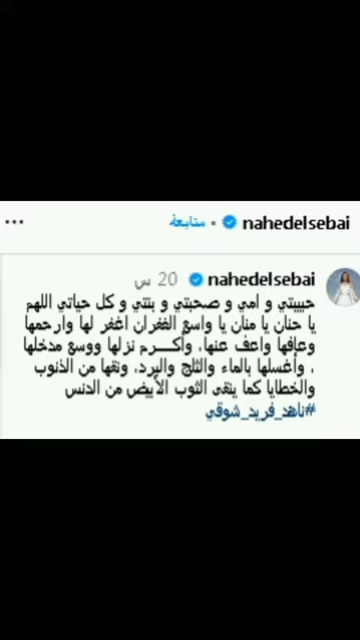 nahedelsebai • متابعة
nahedelsebai 20 س
حبيبتي و امي و صحبتي و بنتي و كل حياتي اللهم
يا حنان يا منان يا واسع الغفران اغفر لها وارحمها
وعافها واعف عنها، وأكـــرم نزلها ووسع مدخلها
، وأغسلها بالماء والثلج والبرد، ونقها من الذنوب
والخطايا كما ينقى الثوب الأبيض من الدنس
#ناهد_فريد_شوقي